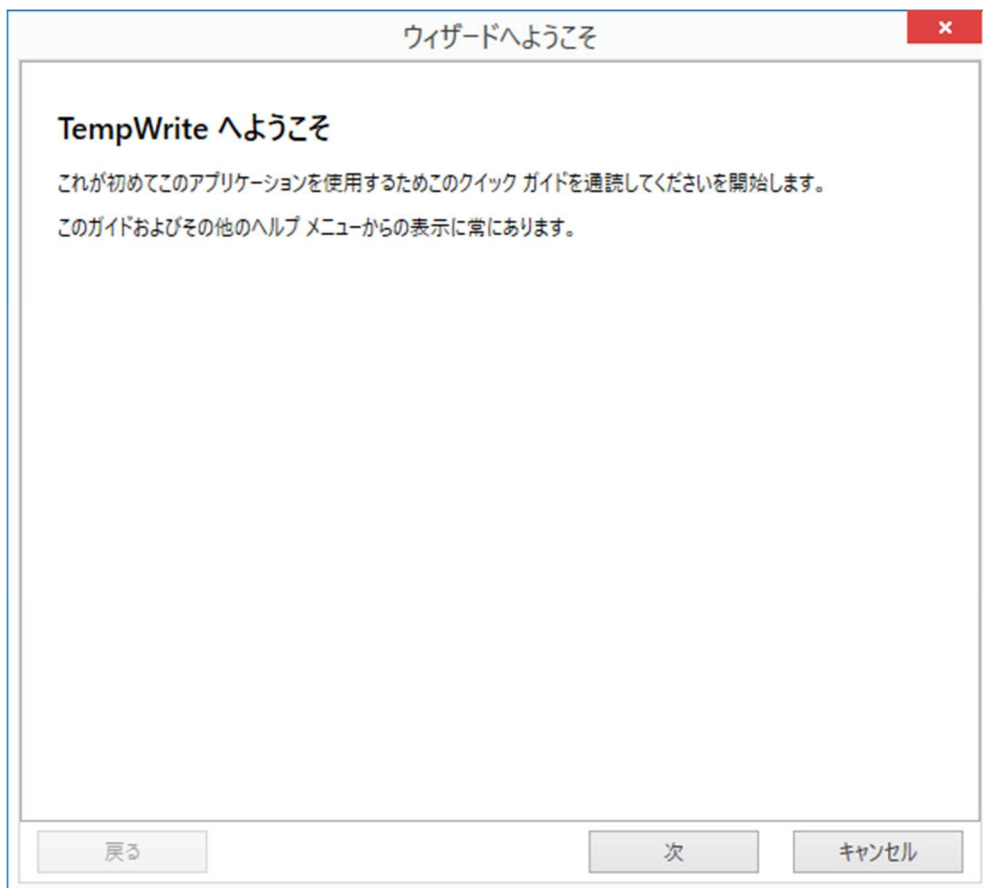 ウィザードへようこそ
TempWrite へようこそ
これが初めてこのアプリケーションを使用するためこのクイック ガイドを通読してくださいを開始します。
このガイドおよびその他のヘルプ メニューからの表示に常にあります。
戻る 次 キャンセル